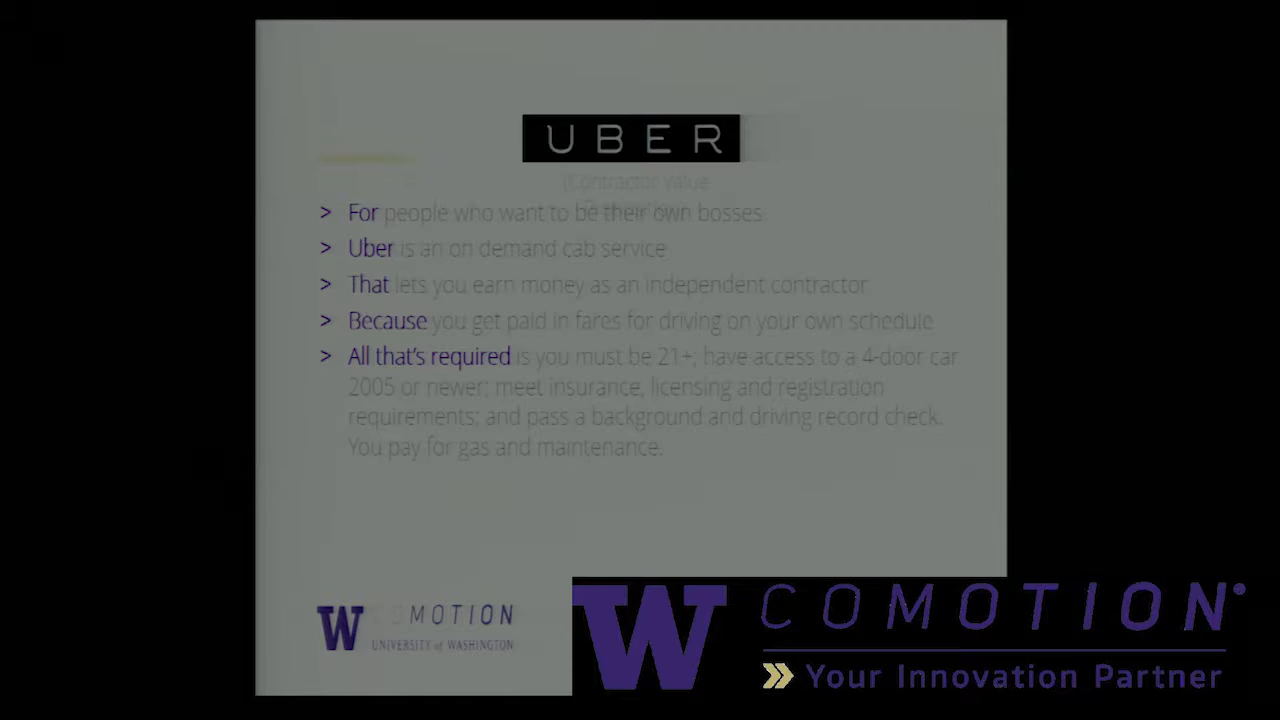 UBER
(Contractor Value
> For people who want to be their own bosses
> Uber is an on demand cab service
> That lets you earn money as an independent contractor
> Because you get paid in fares for driving on your own schedule
> All that's required is you must be 21+; have access to a 4-door car
2005 or newer; meet insurance, licensing and registration
requirements; and pass a background and driving record check.
You pay for gas and maintenance.
W COMOTION
UNIVERSITY of WASHINGTON
W COMOTION
Your Innovation Partner